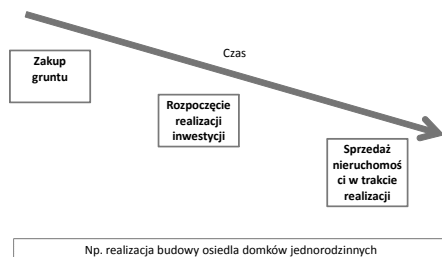 Czas
Zakup
gruntu
Rozpoczęcie
realizacji
inwestycji
Sprzedaż
nieruchomoś
ci w trakcie
realizacji
Np. realizacja budowy osiedla domków jednorodzinnych